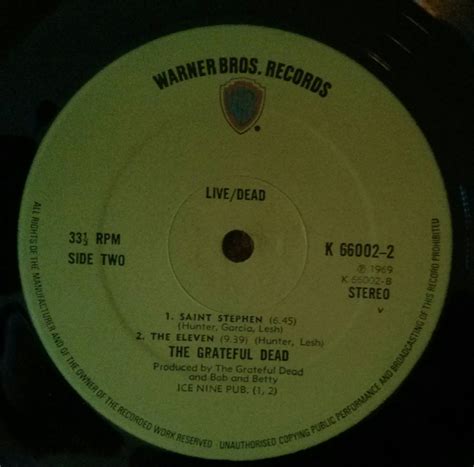 WARNER BROS. RECORDS
LIVE/DEAD
33⅓ RPM
SIDE TWO
K 66002-2
℗ 1969
K 66002-B
STEREO
1. SAINT STEPHEN (6.45)
(Hunter, Garcia, Lesh)
2. THE ELEVEN (9.39) (Hunter, Lesh)
THE GRATEFUL DEAD
Produced by The Grateful Dead
and Bob and Betty
ICE NINE PUB. (1, 2)
ALL RIGHTS OF THE MANUFACTURER AND OF THE OWNER OF THE RECORDED WORK RESERVED · UNAUTHORISED COPYING PUBLIC PERFORMANCE AND BROADCASTING OF THIS RECORD PROHIBITED